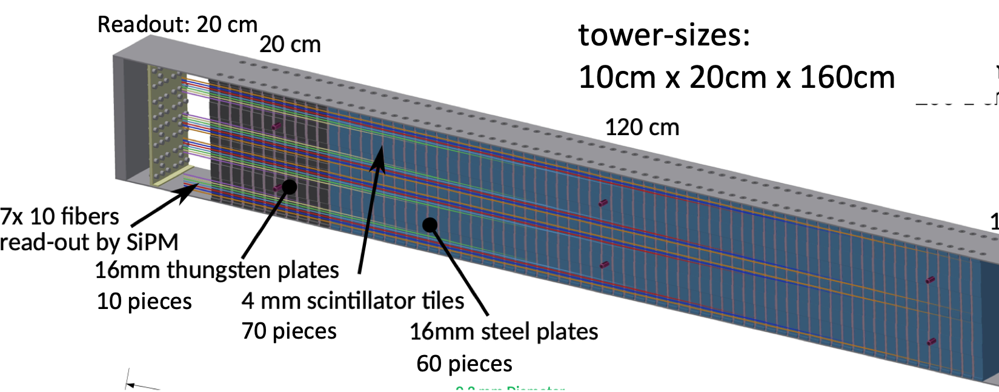 Readout: 20 cm
20 cm
tower-sizes:
10cm x 20cm x 160cm
120 cm
7x 10 fibers
read-out by SiPM
16mm thungsten plates
10 pieces
4 mm scintillator tiles
70 pieces
16mm steel plates
60 pieces